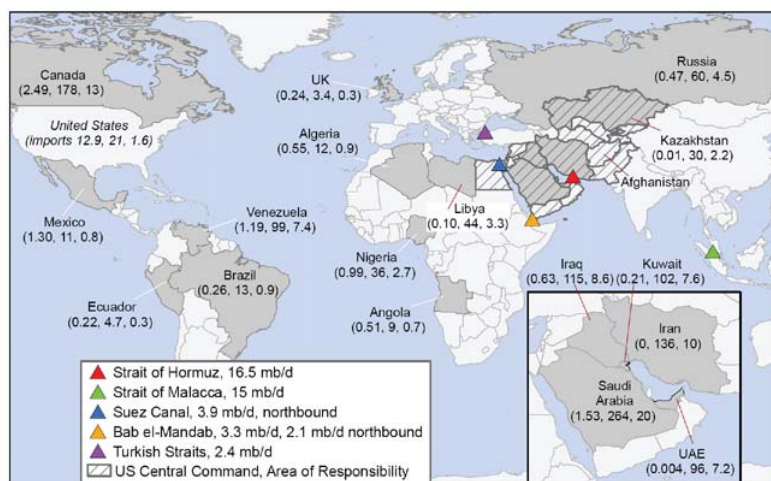 Canada
(2.49, 178, 13)
United States
(imports 12.9, 21, 1.6)
Mexico
(1.30, 11, 0.8)
Venezuela
(1.19, 99, 7.4)
Ecuador
(0.22, 4.7, 0.3)
Brazil
(0.26, 13, 0.9)
UK
(0.24, 3.4, 0.3)
Algeria
(0.55, 12, 0.9)
Libya
(0.10, 44, 3.3)
Nigeria
(0.99, 36, 2.7)
Angola
(0.51, 9, 0.7)
Russia
(0.47, 60, 4.5)
Kazakhstan
(0.01, 30, 2.2)
Afghanistan
Iraq
(0.63, 115, 8.6)
Kuwait
(0.21, 102, 7.6)
Iran
(0, 136, 10)
Saudi
Arabia
(1.53, 264, 20)
UAE
(0.004, 96, 7.2)
Strait of Hormuz, 16.5 mb/d
Strait of Malacca, 15 mb/d
Suez Canal, 3.9 mb/d, northbound
Bab el-Mandab, 3.3 mb/d, 2.1 mb/d northbound
Turkish Straits, 2.4 mb/d
US Central Command, Area of Responsibility